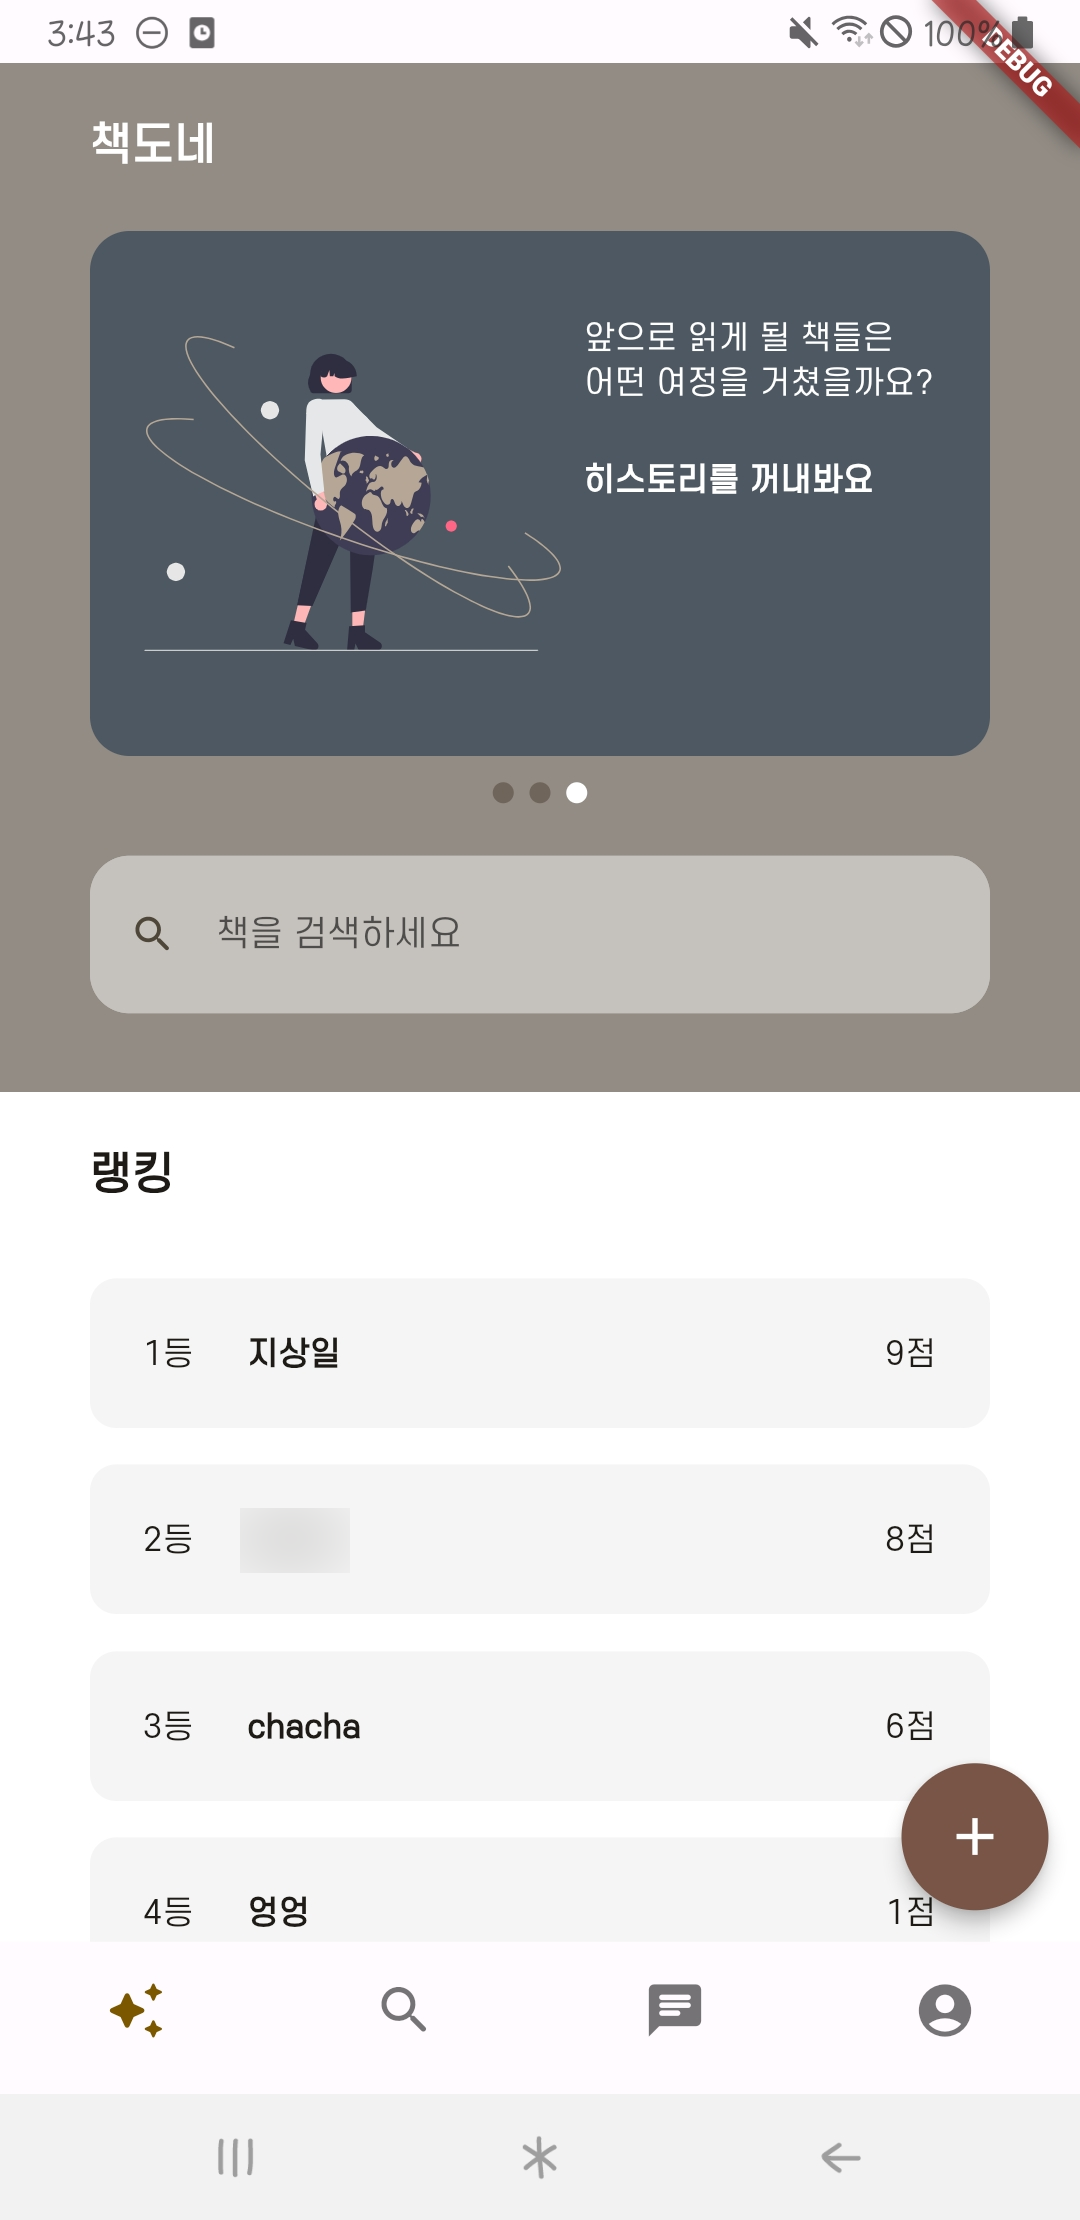 3:43
100%
DEBUG
책도네
앞으로 읽게 될 책들은
어떤 여정을 거쳤을까요?
히스토리를 꺼내봐요
책을 검색하세요
랭킹
1등 지상일 9점
2등 8점
3등 chacha 6점
4등 엉엉 1점